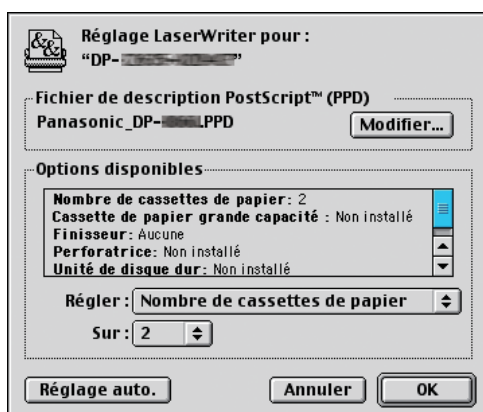 Réglage LaserWriter pour :
“DP- ”
Fichier de description PostScript™ (PPD)
Panasonic_DP- .PPD
Modifier...
Options disponibles
Nombre de cassettes de papier: 2
Cassette de papier grande capacité : Non installé
Finisseur: Aucune
Perforatrice: Non installé
Unité de disque dur: Non installé
Régler : Nombre de cassettes de papier
Sur : 2
Réglage auto. Annuler OK